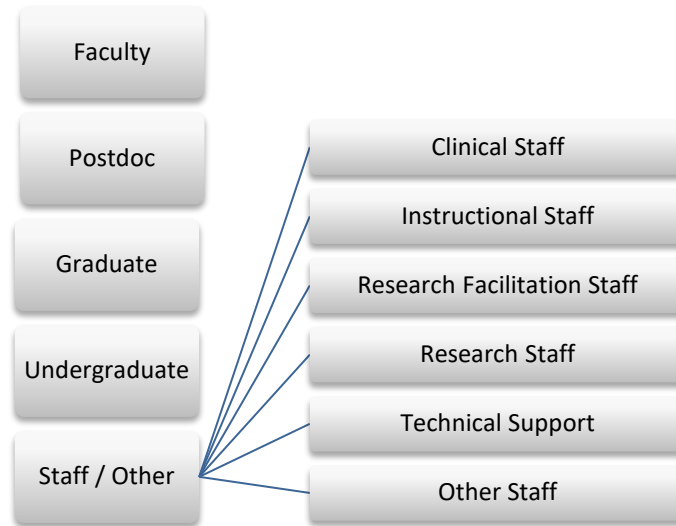 Faculty
Postdoc
Graduate
Undergraduate
Staff / Other
Clinical Staff
Instructional Staff
Research Facilitation Staff
Research Staff
Technical Support
Other Staff